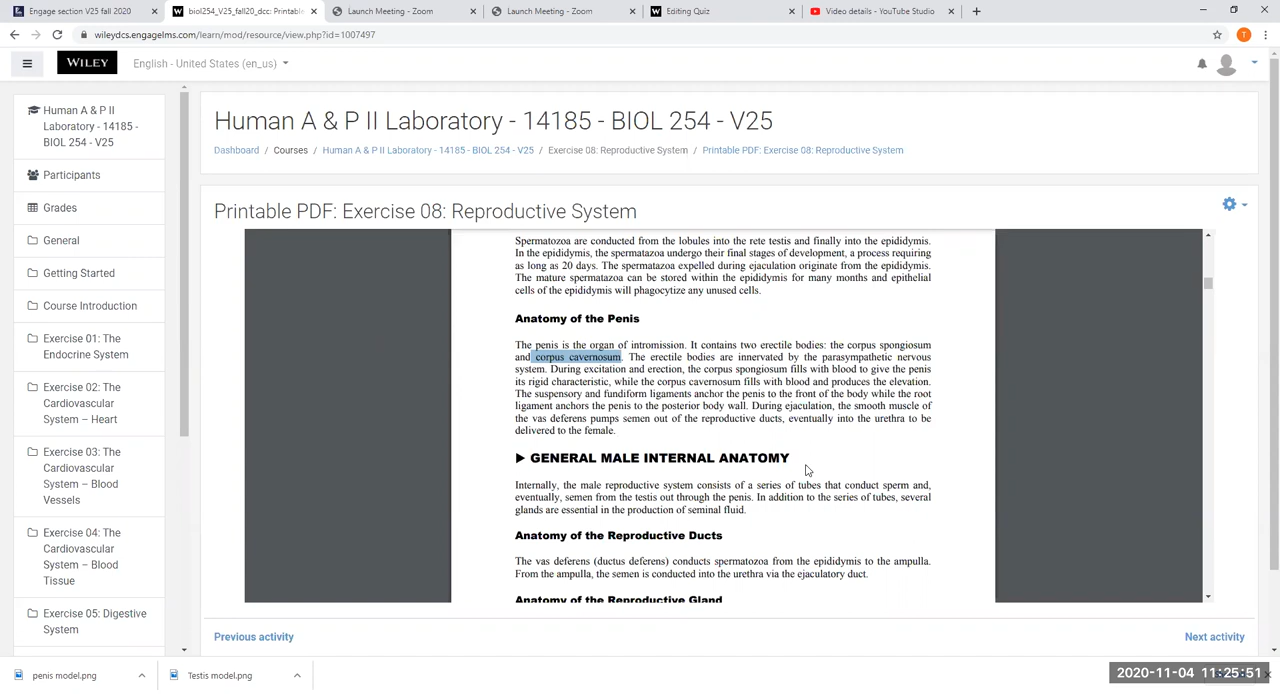 Engage section V25 fall 2020
biol254_V25_fall20_dcc: Printable
Launch Meeting - Zoom
Launch Meeting - Zoom
Editing Quiz
Video details - YouTube Studio
wileydcs.engagelms.com/learn/mod/resource/view.php?id=1007497
T
WILEY
English - United States (en_us)
Human A & P II
Laboratory - 14185 -
BIOL 254 - V25
Participants
Grades
General
Getting Started
Course Introduction
Exercise 01: The
Endocrine System
Exercise 02: The
Cardiovascular
System – Heart
Exercise 03: The
Cardiovascular
System – Blood
Vessels
Exercise 04: The
Cardiovascular
System – Blood
Tissue
Exercise 05: Digestive
System
Human A & P II Laboratory - 14185 - BIOL 254 - V25
Dashboard / Courses / Human A & P II Laboratory - 14185 - BIOL 254 - V25 / Exercise 08: Reproductive System / Printable PDF: Exercise 08: Reproductive System
Printable PDF: Exercise 08: Reproductive System
Spermatozoa are conducted from the lobules into the rete testis and finally into the epididymis.
In the epididymis, the spermatazoa undergo their final stages of development, a process requiring
as long as 20 days. The spermatazoa expelled during ejaculation originate from the epididymis.
The mature spermatazoa can be stored within the epididymis for many months and epithelial
cells of the epididymis will phagocytize any unused cells.
Anatomy of the Penis
The penis is the organ of intromission. It contains two erectile bodies: the corpus spongiosum
and corpus cavernosum. The erectile bodies are innervated by the parasympathetic nervous
system. During excitation and erection, the corpus spongiosum fills with blood to give the penis
its rigid characteristic, while the corpus cavernosum fills with blood and produces the elevation.
The suspensory and fundiform ligaments anchor the penis to the front of the body while the root
ligament anchors the penis to the posterior body wall. During ejaculation, the smooth muscle of
the vas deferens pumps semen out of the reproductive ducts, eventually into the urethra to be
delivered to the female.
► GENERAL MALE INTERNAL ANATOMY
Internally, the male reproductive system consists of a series of tubes that conduct sperm and,
eventually, semen from the testis out through the penis. In addition to the series of tubes, several
glands are essential in the production of seminal fluid.
Anatomy of the Reproductive Ducts
The vas deferens (ductus deferens) conducts spermatozoa from the epididymis to the ampulla.
From the ampulla, the semen is conducted into the urethra via the ejaculatory duct.
Anatomy of the Reproductive Gland
Previous activity
Next activity
penis model.png
Testis model.png
2020-11-04 11:25:51